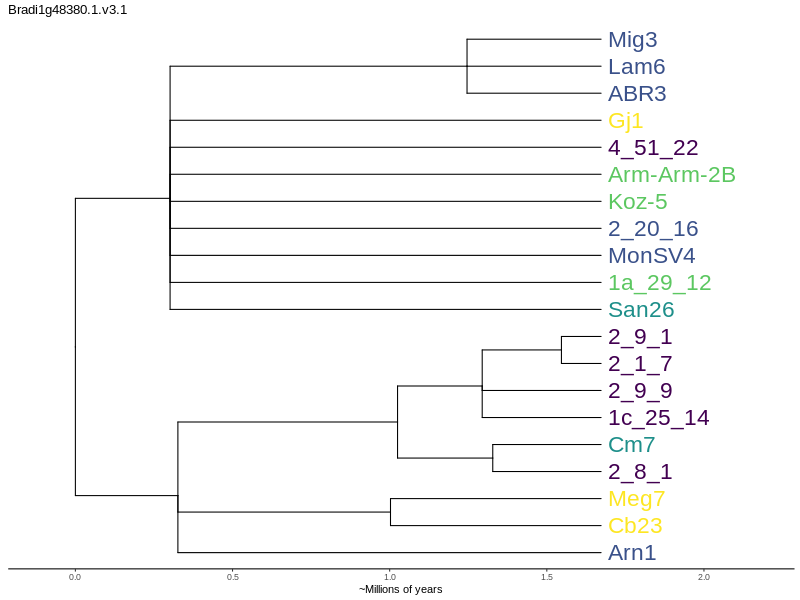 Bradi1g48380.1.v3.1
Mig3
Lam6
ABR3
Gj1
4_51_22
Arm-Arm-2B
Koz-5
2_20_16
MonSV4
1a_29_12
San26
2_9_1
2_1_7
2_9_9
1c_25_14
Cm7
2_8_1
Meg7
Cb23
Arn1
0.0 0.5 1.0 1.5 2.0
~Millions of years